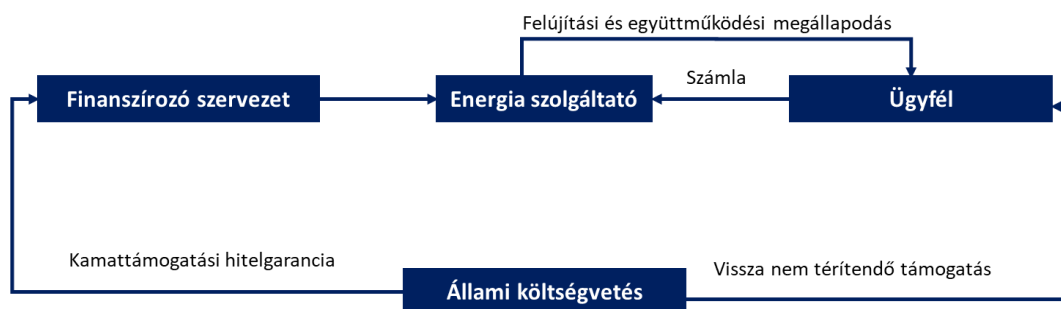 Felújítási és együttműködési megállapodás
Számla
Finanszírozó szervezet
Energia szolgáltató
Ügyfél
Kamattámogatási hitelgarancia
Vissza nem térítendő támogatás
Állami költségvetés